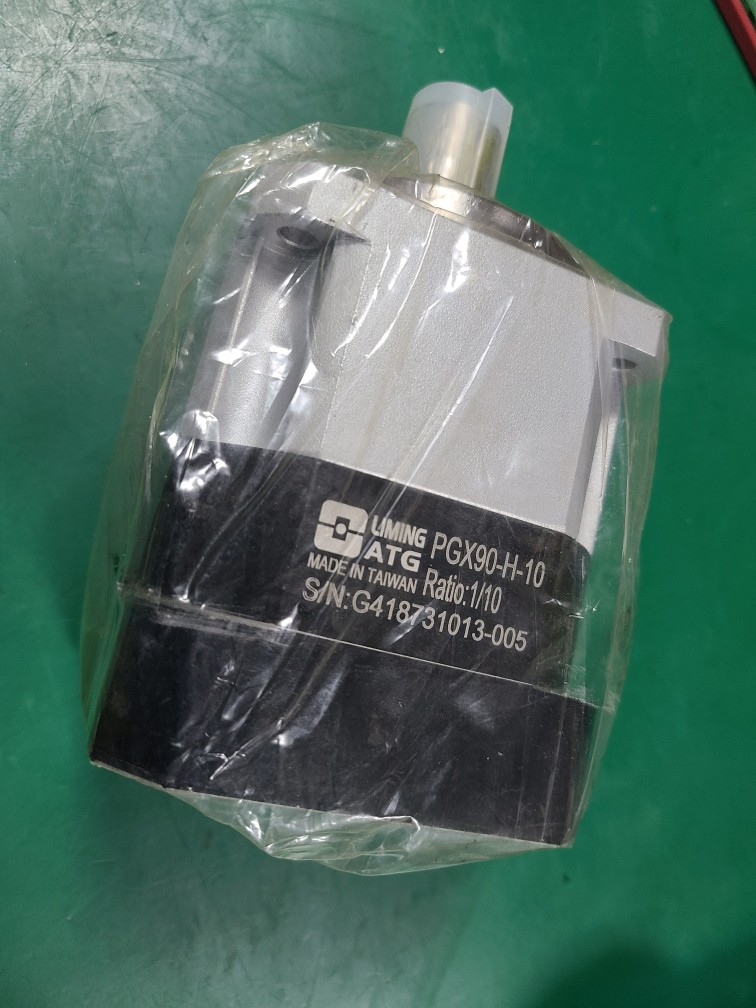 LIMING
ATG PGX90-H-10
MADE IN TAIWAN Ratio:1/10
S/N:G418731013-005